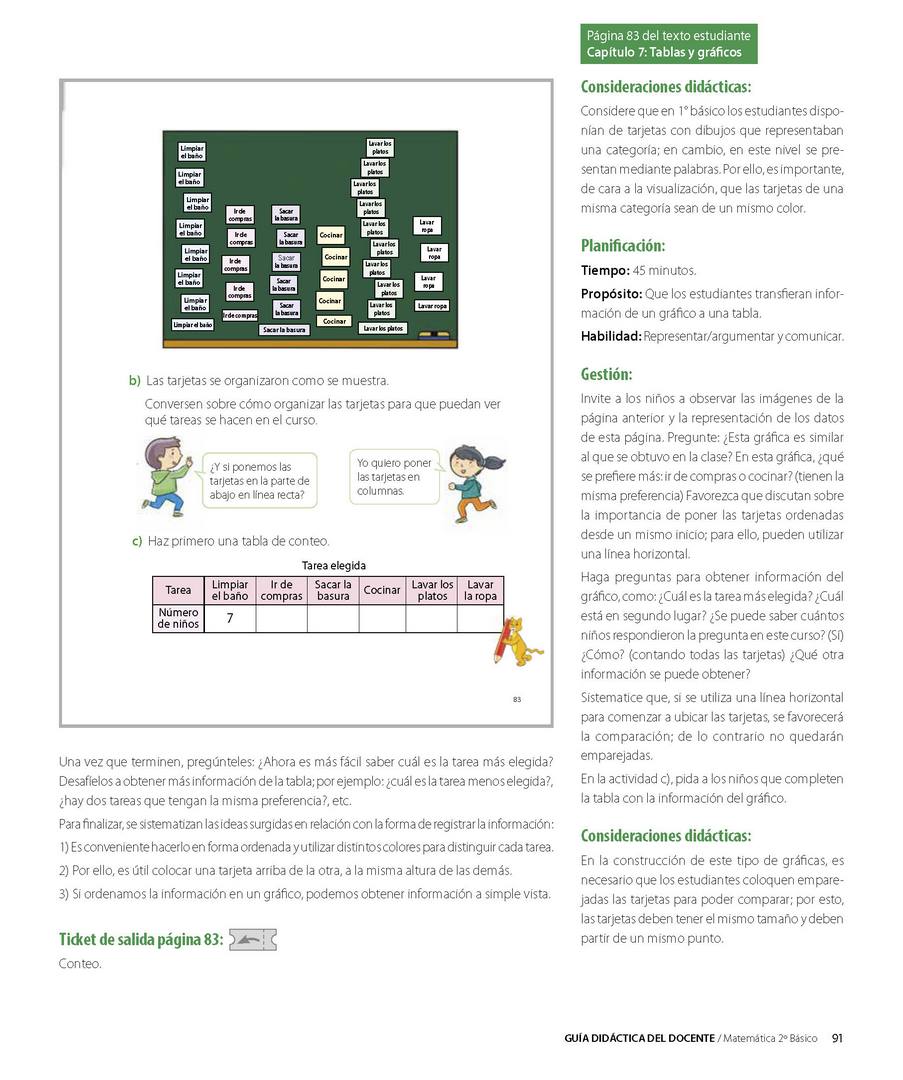 Página 83 del texto estudiante
Capítulo 7: Tablas y gráficos
Limpiar
el baño
Limpiar
el baño
Limpiar
el baño
Limpiar
el baño
Limpiar
el baño
Limpiar
el baño
Limpiar
el baño
Limpiar el baño
Ir de
compras
Ir de
compras
Ir de
compras
Ir de
compras
Ir de compras
Sacar
la basura
Sacar
la basura
Sacar
la basura
Sacar
la basura
Sacar
la basura
Sacar la basura
Cocinar
Cocinar
Cocinar
Cocinar
Cocinar
Lavar los
platos
Lavar los
platos
Lavar los
platos
Lavar los
platos
Lavar los
platos
Lavar los
platos
Lavar los
platos
Lavar los
platos
Lavar los
platos
Lavar los platos
Lavar
ropa
Lavar
ropa
Lavar
ropa
Lavar ropa
b) Las tarjetas se organizaron como se muestra.
Conversen sobre cómo organizar las tarjetas para que puedan ver
qué tareas se hacen en el curso.
¿Y si ponemos las
tarjetas en la parte de
abajo en línea recta?
Yo quiero poner
las tarjetas en
columnas.
c) Haz primero una tabla de conteo.
Tarea elegida
Tarea Limpiar el baño Ir de compras Sacar la basura Cocinar Lavar los platos Lavar la ropa
Número de niños 7
83
Una vez que terminen, pregúnteles: ¿Ahora es más fácil saber cuál es la tarea más elegida?
Desafíelos a obtener más información de la tabla; por ejemplo: ¿cuál es la tarea menos elegida?,
¿hay dos tareas que tengan la misma preferencia?, etc.
Para finalizar, se sistematizan las ideas surgidas en relación con la forma de registrar la información:
1) Es conveniente hacerlo en forma ordenada y utilizar distintos colores para distinguir cada tarea.
2) Por ello, es útil colocar una tarjeta arriba de la otra, a la misma altura de las demás.
3) Si ordenamos la información en un gráfico, podemos obtener información a simple vista.
Ticket de salida página 83:
Conteo.
Consideraciones didácticas:
Considere que en 1° básico los estudiantes dispo-
nían de tarjetas con dibujos que representaban
una categoría; en cambio, en este nivel se pre-
sentan mediante palabras. Por ello, es importante,
de cara a la visualización, que las tarjetas de una
misma categoría sean de un mismo color.
Planificación:
Tiempo: 45 minutos.
Propósito: Que los estudiantes transfieran infor-
mación de un gráfico a una tabla.
Habilidad: Representar/argumentar y comunicar.
Gestión:
Invite a los niños a observar las imágenes de la
página anterior y la representación de los datos
de esta página. Pregunte: ¿Esta gráfica es similar
al que se obtuvo en la clase? En esta gráfica, ¿qué
se prefiere más: ir de compras o cocinar? (tienen la
misma preferencia) Favorezca que discutan sobre
la importancia de poner las tarjetas ordenadas
desde un mismo inicio; para ello, pueden utilizar
una línea horizontal.
Haga preguntas para obtener información del
gráfico, como: ¿Cuál es la tarea más elegida? ¿Cuál
está en segundo lugar? ¿Se puede saber cuántos
niños respondieron la pregunta en este curso? (Sí)
¿Cómo? (contando todas las tarjetas) ¿Qué otra
información se puede obtener?
Sistematice que, si se utiliza una línea horizontal
para comenzar a ubicar las tarjetas, se favorecerá
la comparación; de lo contrario no quedarán
emparejadas.
En la actividad c), pida a los niños que completen
la tabla con la información del gráfico.
Consideraciones didácticas:
En la construcción de este tipo de gráficas, es
necesario que los estudiantes coloquen empare-
jadas las tarjetas para poder comparar; por esto,
las tarjetas deben tener el mismo tamaño y deben
partir de un mismo punto.
GUÍA DIDÁCTICA DEL DOCENTE / Matemática 2º Básico 91